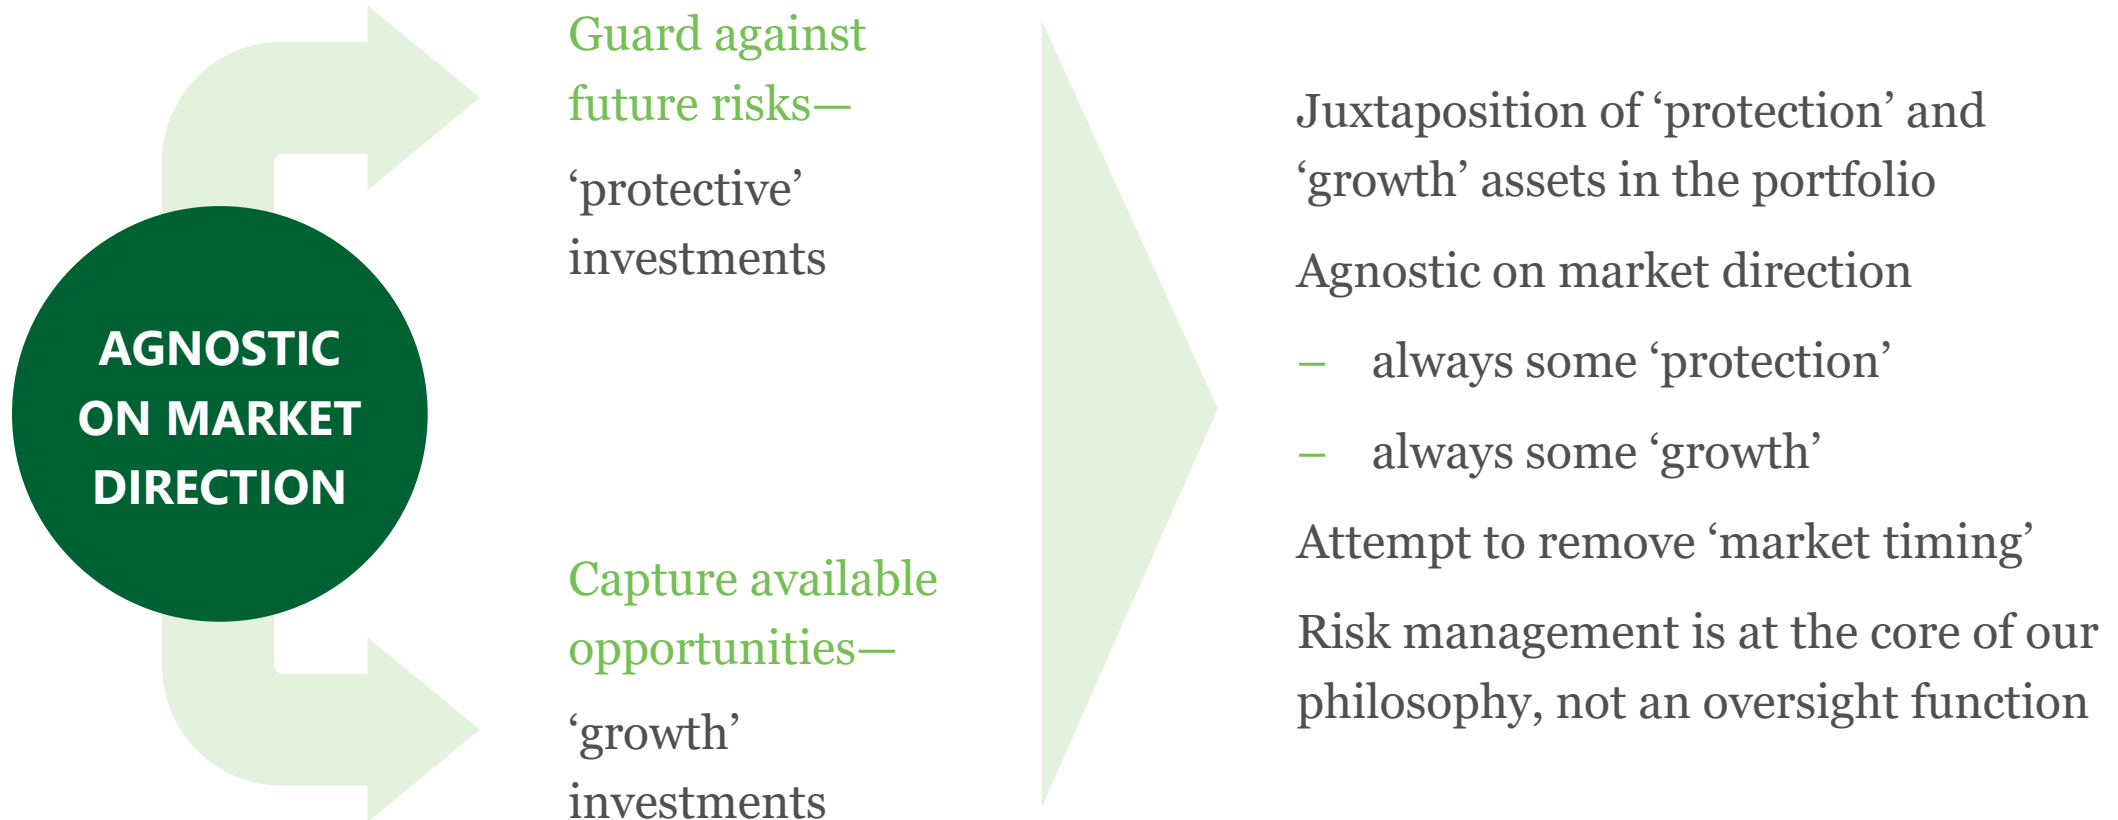 AGNOSTIC
ON MARKET
DIRECTION
Guard against
future risks—
‘protective’
investments
Capture available
opportunities—
‘growth’
investments
Juxtaposition of ‘protection’ and
‘growth’ assets in the portfolio
Agnostic on market direction
– always some ‘protection’
– always some ‘growth’
Attempt to remove ‘market timing’
Risk management is at the core of our
philosophy, not an oversight function